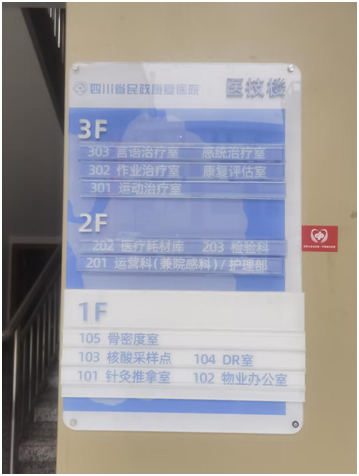 四川省民政康复医院 医技楼
3F
303 言语治疗室 感统治疗室
302 作业治疗室 康复评估室
301 运动治疗室
2F
202 医疗耗材库 203 检验科
201 运营科(兼院感科)/护理部
1F
105 骨密度室
103 核酸采样点 104 DR室
101 针灸推拿室 102 物业办公室